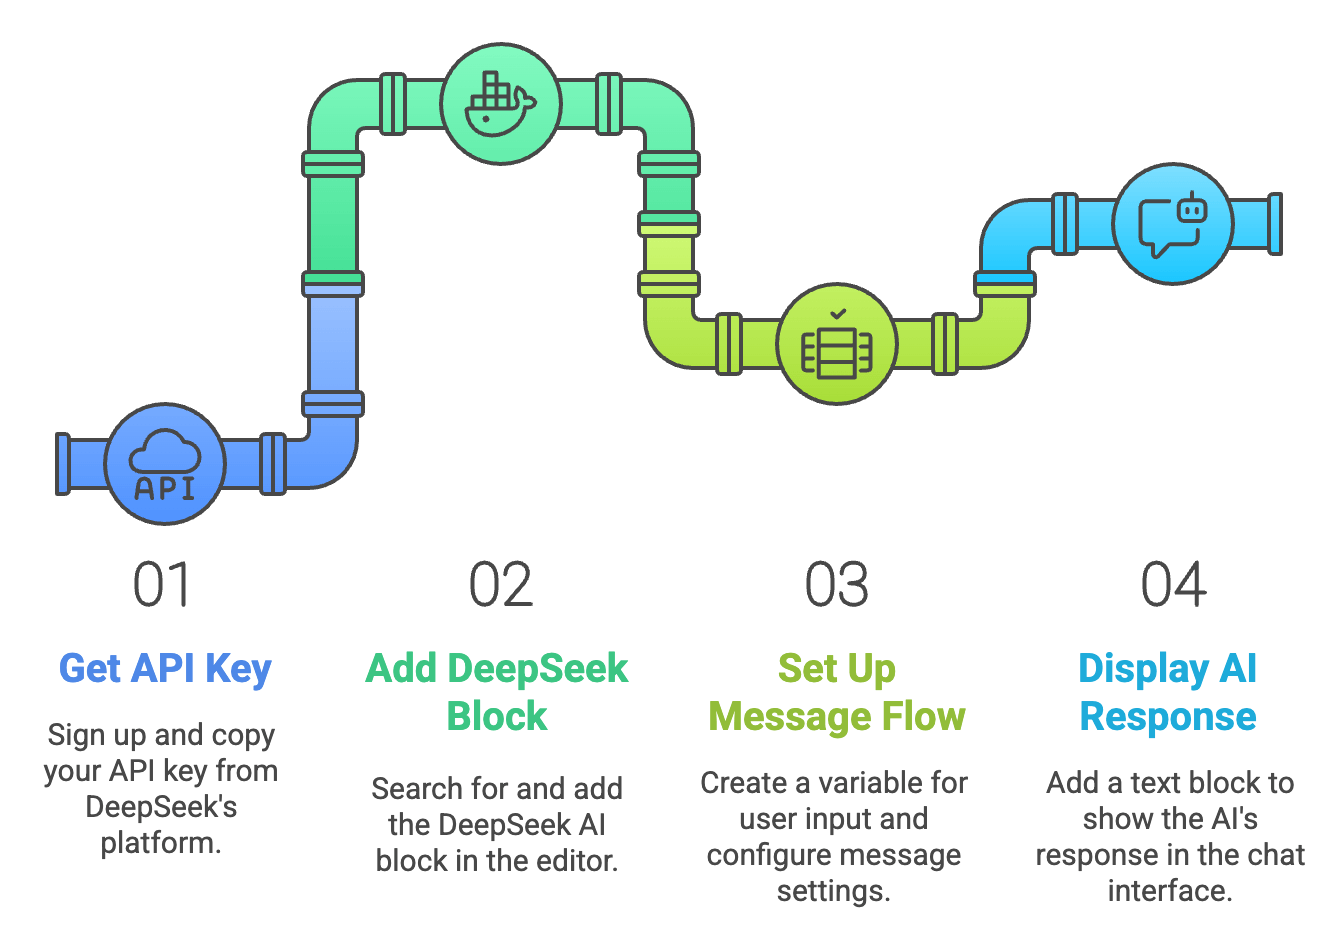 API
01
Get API Key
Sign up and copy
your API key from
DeepSeek's
platform.
02
Add DeepSeek
Block
Search for and add
the DeepSeek AI
block in the editor.
03
Set Up
Message Flow
Create a variable for
user input and
configure message
settings.
04
Display AI
Response
Add a text block to
show the AI's
response in the chat
interface.